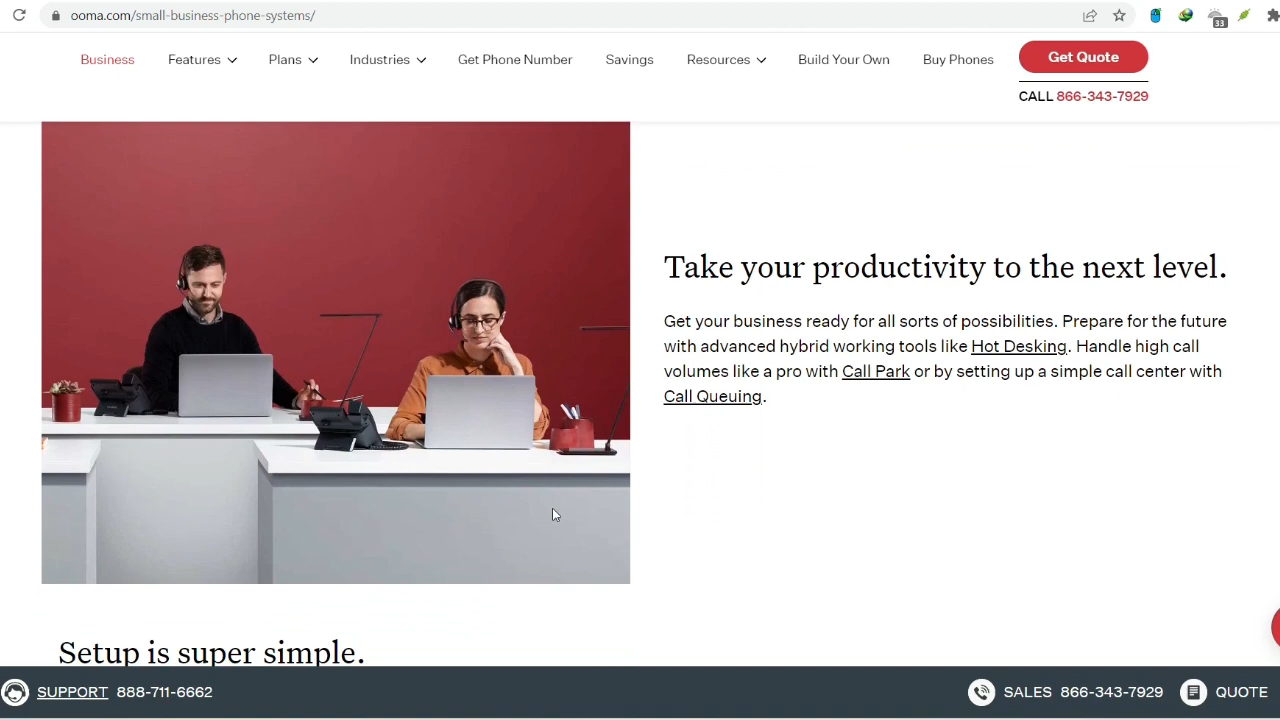 ooma.com/small-business-phone-systems/
33
Business Features Plans Industries Get Phone Number Savings Resources Build Your Own Buy Phones Get Quote
CALL 866-343-7929
Take your productivity to the next level.
Get your business ready for all sorts of possibilities. Prepare for the future
with advanced hybrid working tools like Hot Desking. Handle high call
volumes like a pro with Call Park or by setting up a simple call center with
Call Queuing.
Setup is super simple.
SUPPORT 888-711-6662 SALES 866-343-7929 QUOTE